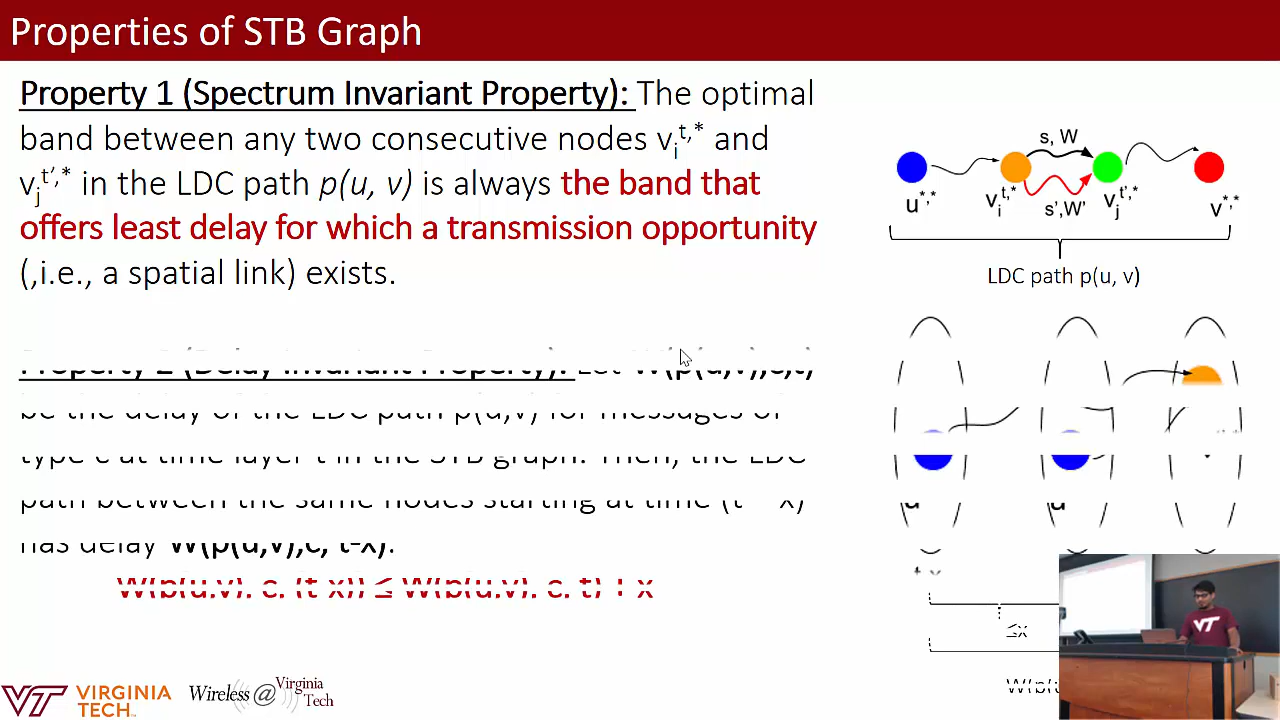 Properties of STB Graph
Property 1 (Spectrum Invariant Property): The optimal
band between any two consecutive nodes v_i^{t,*} and
v_j^{t',*} in the LDC path p(u, v) is always the band that
offers least delay for which a transmission opportunity
(,i.e., a spatial link) exists.
Property 2 (Delay Invariant Property): Let W(p(u,v),c,t)
be the delay of the LDC path p(u,v) for messages of
type c at time layer t in the STB graph. Then, the LDC
path between the same nodes starting at time (t - x)
has delay W(p(u,v),c, t-x).
W(p(u,v), c, (t-x)) ≤ W(p(u,v), c, t) + x
s, W
u^{*,*}
v_i^{t,*}
s',W'
v_j^{t',*}
v^{*,*}
LDC path p(u, v)
u
u
t-x
≤x
VT
VIRGINIA TECH
Wireless @ Virginia Tech
VT